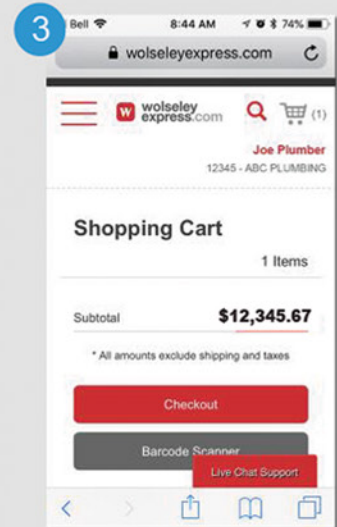 3
Bell 8:44 AM 74%
wolseleyexpress.com
W wolseley
express.com (1)
Joe Plumber
12345 - ABC PLUMBING
Shopping Cart
1 Items
Subtotal $12,345.67
* All amounts exclude shipping and taxes
Checkout
Barcode Scanner
Live Chat Support